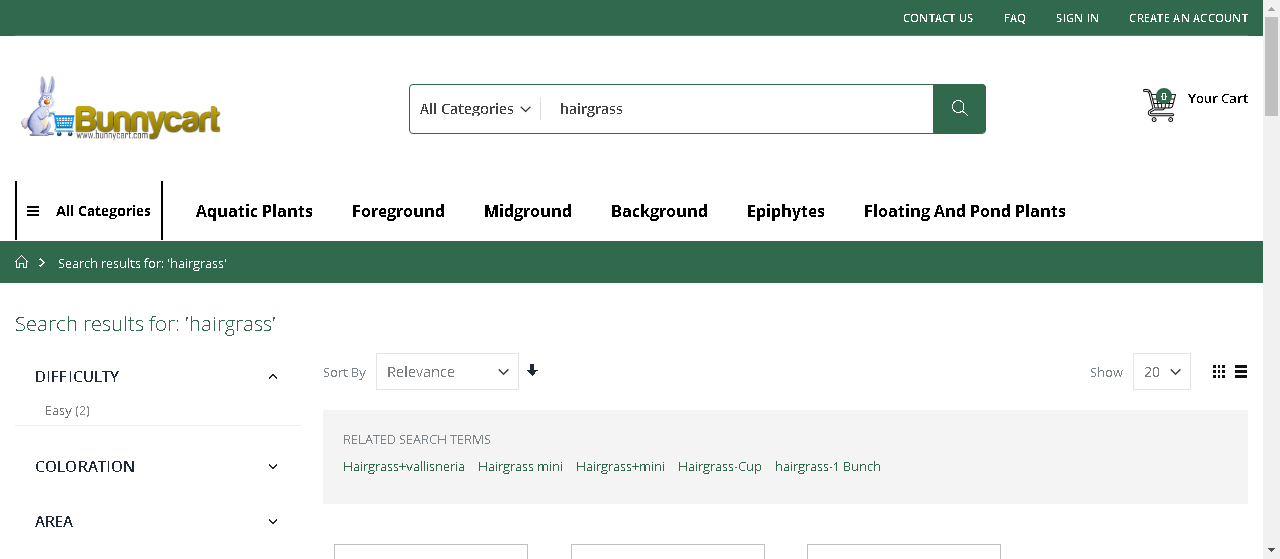 CONTACT US FAQ SIGN IN CREATE AN ACCOUNT
Bunnycart
www.bunnycart.com
All Categories hairgrass
0 Your Cart
All Categories Aquatic Plants Foreground Midground Background Epiphytes Floating And Pond Plants
Search results for: 'hairgrass'
Search results for: 'hairgrass'
DIFFICULTY
Easy (2)
COLORATION
AREA
Sort By Relevance
Show 20
RELATED SEARCH TERMS
Hairgrass+vallisneria Hairgrass mini Hairgrass+mini Hairgrass-Cup hairgrass-1 Bunch